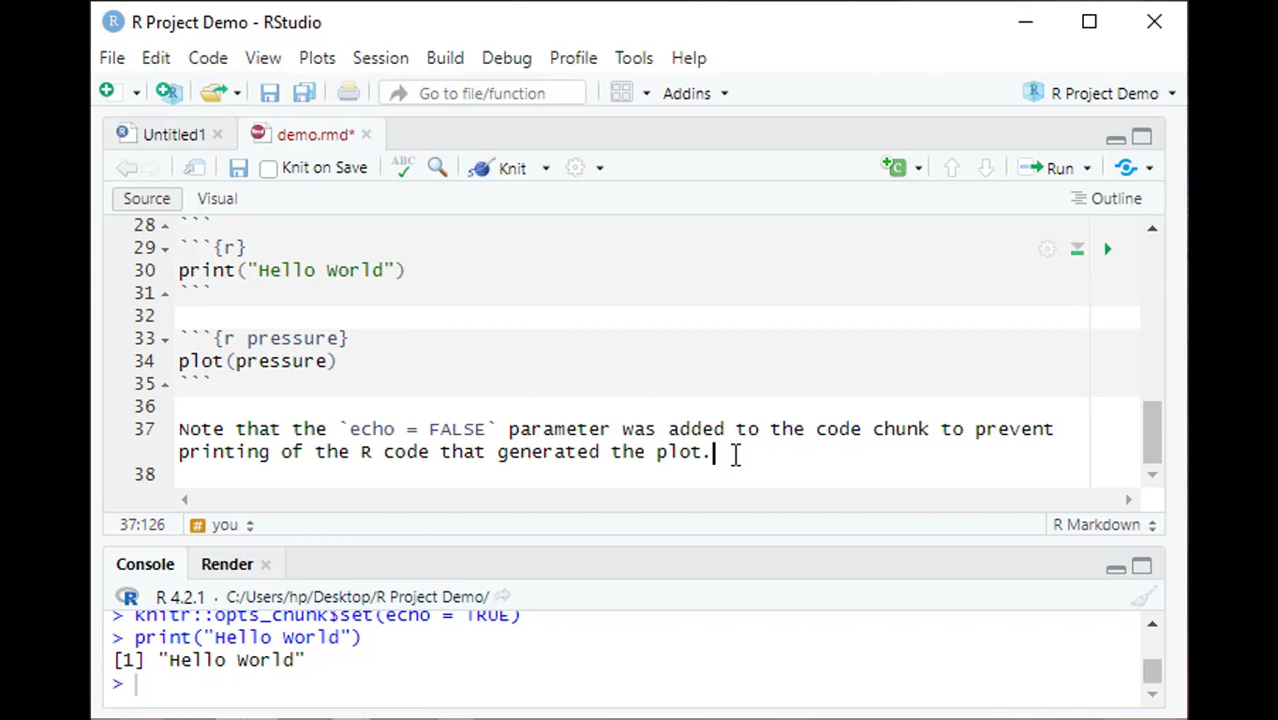 R Project Demo - RStudio
File Edit Code View Plots Session Build Debug Profile Tools Help
Go to file/function Addins R Project Demo
Untitled1 demo.rmd*
Knit on Save ABC Knit Run
Source Visual Outline
28 ```
29 ```{r}
30 print("Hello World")
31 ```
32
33 ```{r pressure}
34 plot(pressure)
35 ```
36
37 Note that the `echo = FALSE` parameter was added to the code chunk to prevent
printing of the R code that generated the plot.
38
37:126 # you R Markdown
Console Render
R 4.2.1 · C:/Users/hp/Desktop/R Project Demo/
> knitr::opts_chunk$set(echo = TRUE)
> print("Hello World")
[1] "Hello World"
>